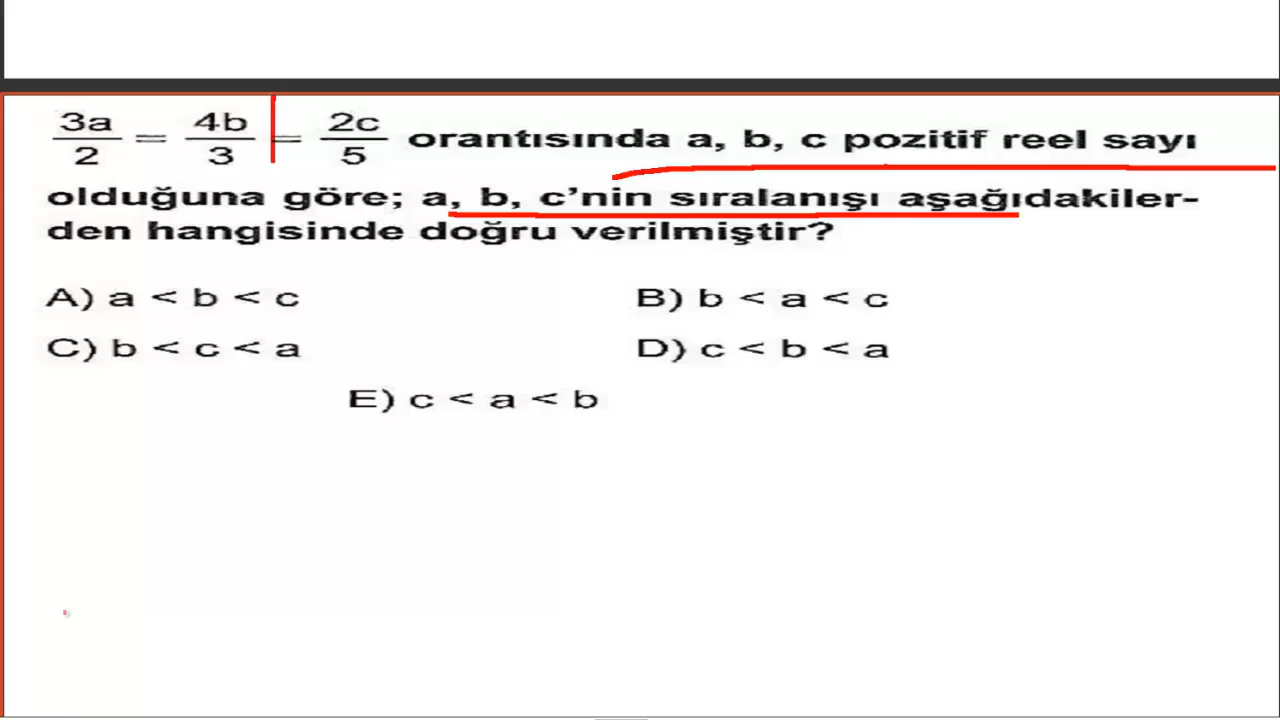 3a/2 = 4b/3 = 2c/5 orantısında a, b, c pozitif reel sayı
olduğuna göre; a, b, c'nin sıralanışı aşağıdakiler-
den hangisinde doğru verilmiştir?
A) a < b < c B) b < a < c
C) b < c < a D) c < b < a
E) c < a < b